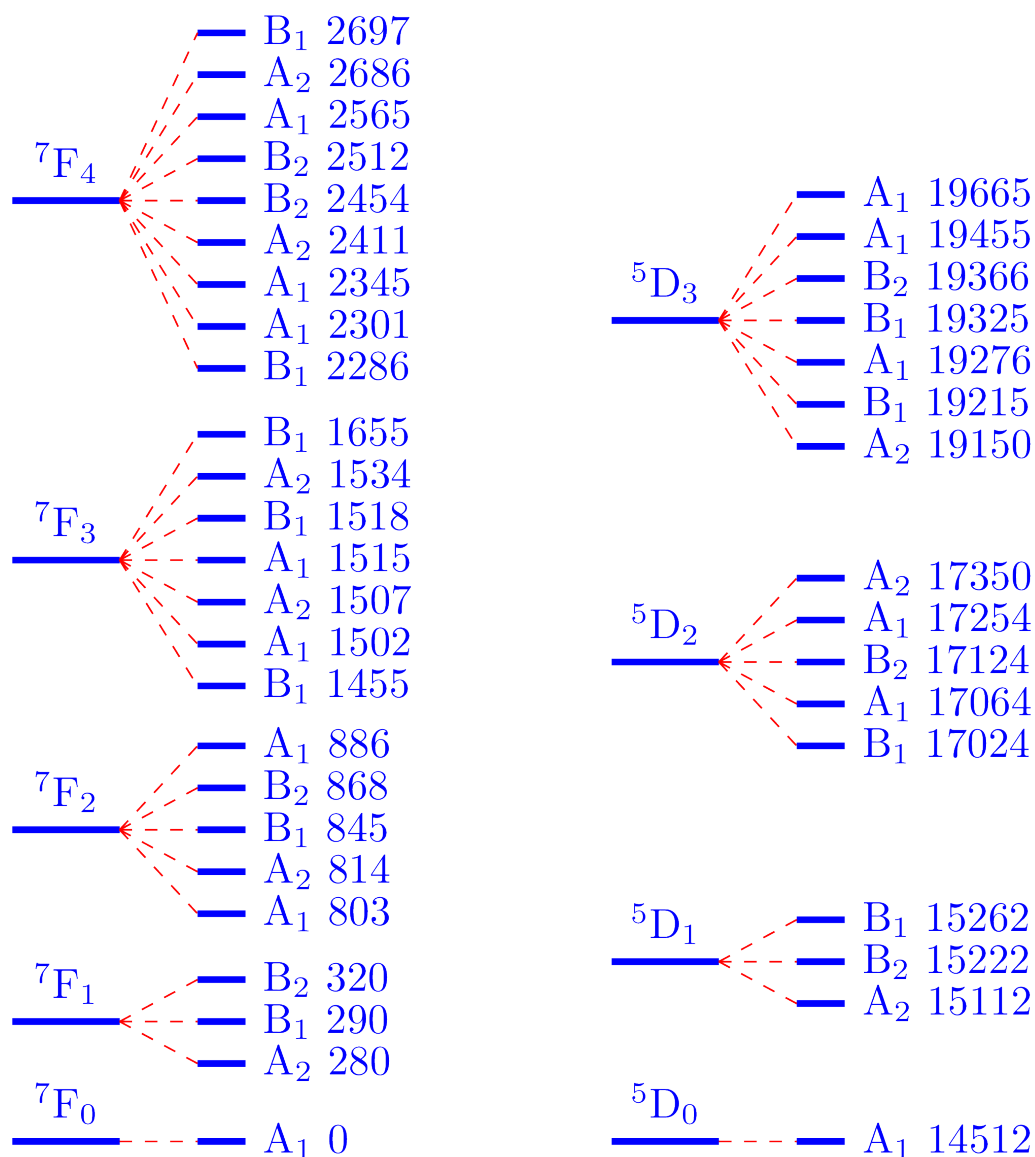 ⁷F₄
B₁ 2697
A₂ 2686
A₁ 2565
B₂ 2512
B₂ 2454
A₂ 2411
A₁ 2345
A₁ 2301
B₁ 2286
⁷F₃
B₁ 1655
A₂ 1534
B₁ 1518
A₁ 1515
A₂ 1507
A₁ 1502
B₁ 1455
⁷F₂
A₁ 886
B₂ 868
B₁ 845
A₂ 814
A₁ 803
⁷F₁
B₂ 320
B₁ 290
A₂ 280
⁷F₀
A₁ 0
⁵D₃
A₁ 19665
A₁ 19455
B₂ 19366
B₁ 19325
A₁ 19276
B₁ 19215
A₂ 19150
⁵D₂
A₂ 17350
A₁ 17254
B₂ 17124
A₁ 17064
B₁ 17024
⁵D₁
B₁ 15262
B₂ 15222
A₂ 15112
⁵D₀
A₁ 14512